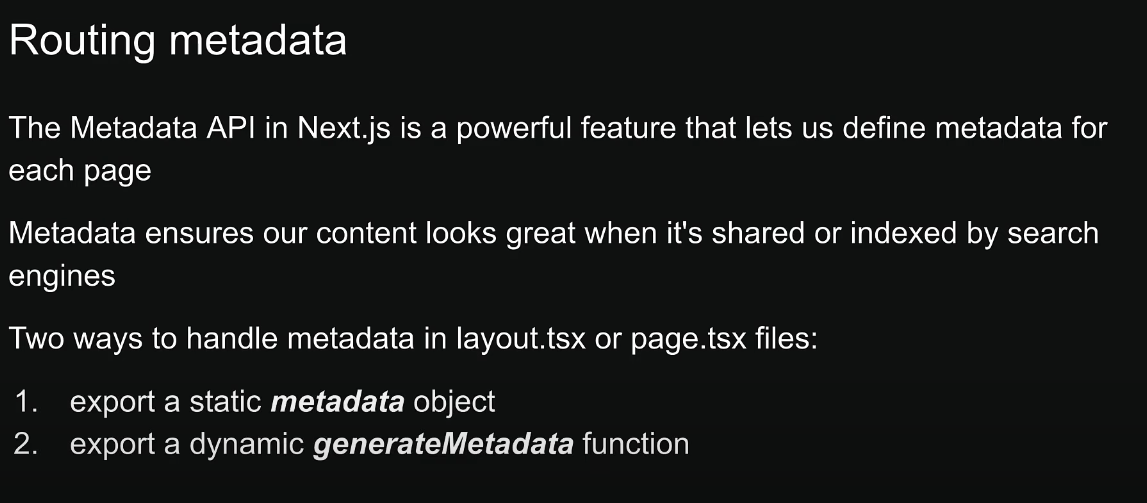 Routing metadata
The Metadata API in Next.js is a powerful feature that lets us define metadata for
each page
Metadata ensures our content looks great when it's shared or indexed by search
engines
Two ways to handle metadata in layout.tsx or page.tsx files:
1. export a static metadata object
2. export a dynamic generateMetadata function